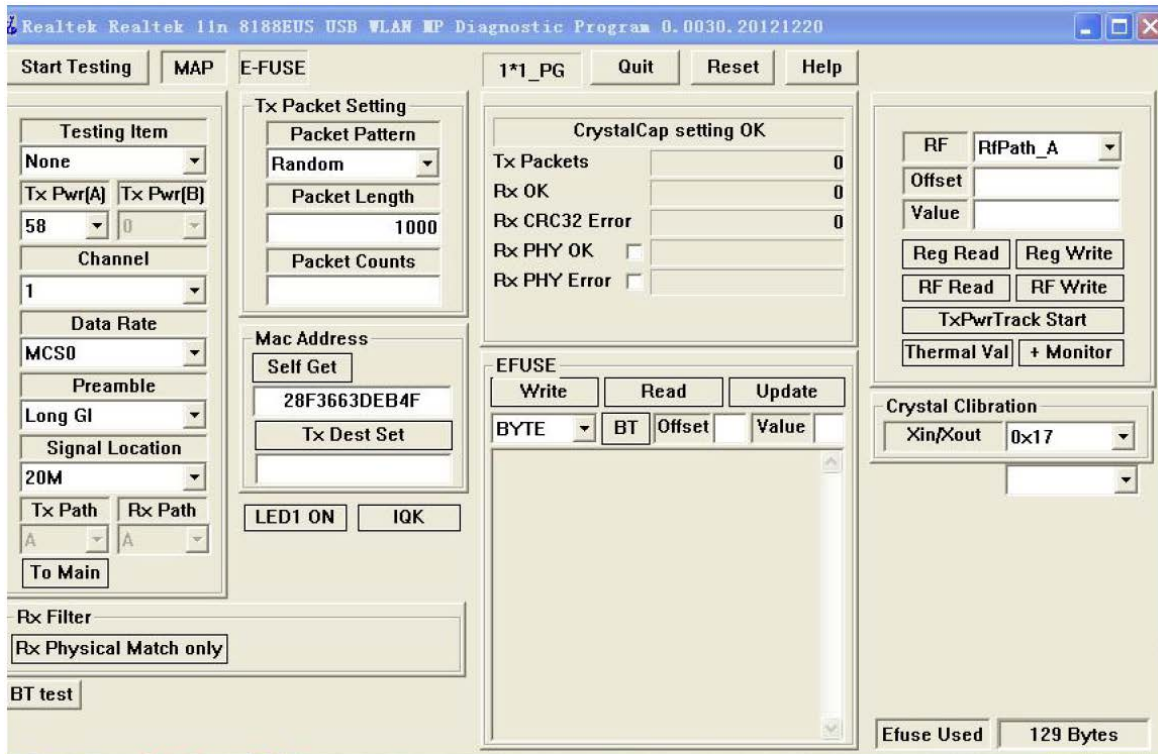 Realtek Realtek 11n 8188EUS USB WLAN MP Diagnostic Program 0.0030.20121220
Start Testing MAP E-FUSE 1*1_PG Quit Reset Help
Testing Item
None
Tx Pwr(A) Tx Pwr(B)
58 0
Channel
1
Data Rate
MCS0
Preamble
Long GI
Signal Location
20M
Tx Path Rx Path
A A
To Main
Rx Filter
Rx Physical Match only
BT test
Tx Packet Setting
Packet Pattern
Random
Packet Length
1000
Packet Counts
Mac Address
Self Get
28F3663DEB4F
Tx Dest Set
LED1 ON IQK
CrystalCap setting OK
Tx Packets 0
Rx OK 0
Rx CRC32 Error 0
Rx PHY OK
Rx PHY Error
EFUSE
Write Read Update
BYTE BT Offset Value
RF RfPath_A
Offset
Value
Reg Read Reg Write
RF Read RF Write
TxPwrTrack Start
Thermal Val + Monitor
Crystal Clibration
Xin/Xout 0x17
Efuse Used 129 Bytes